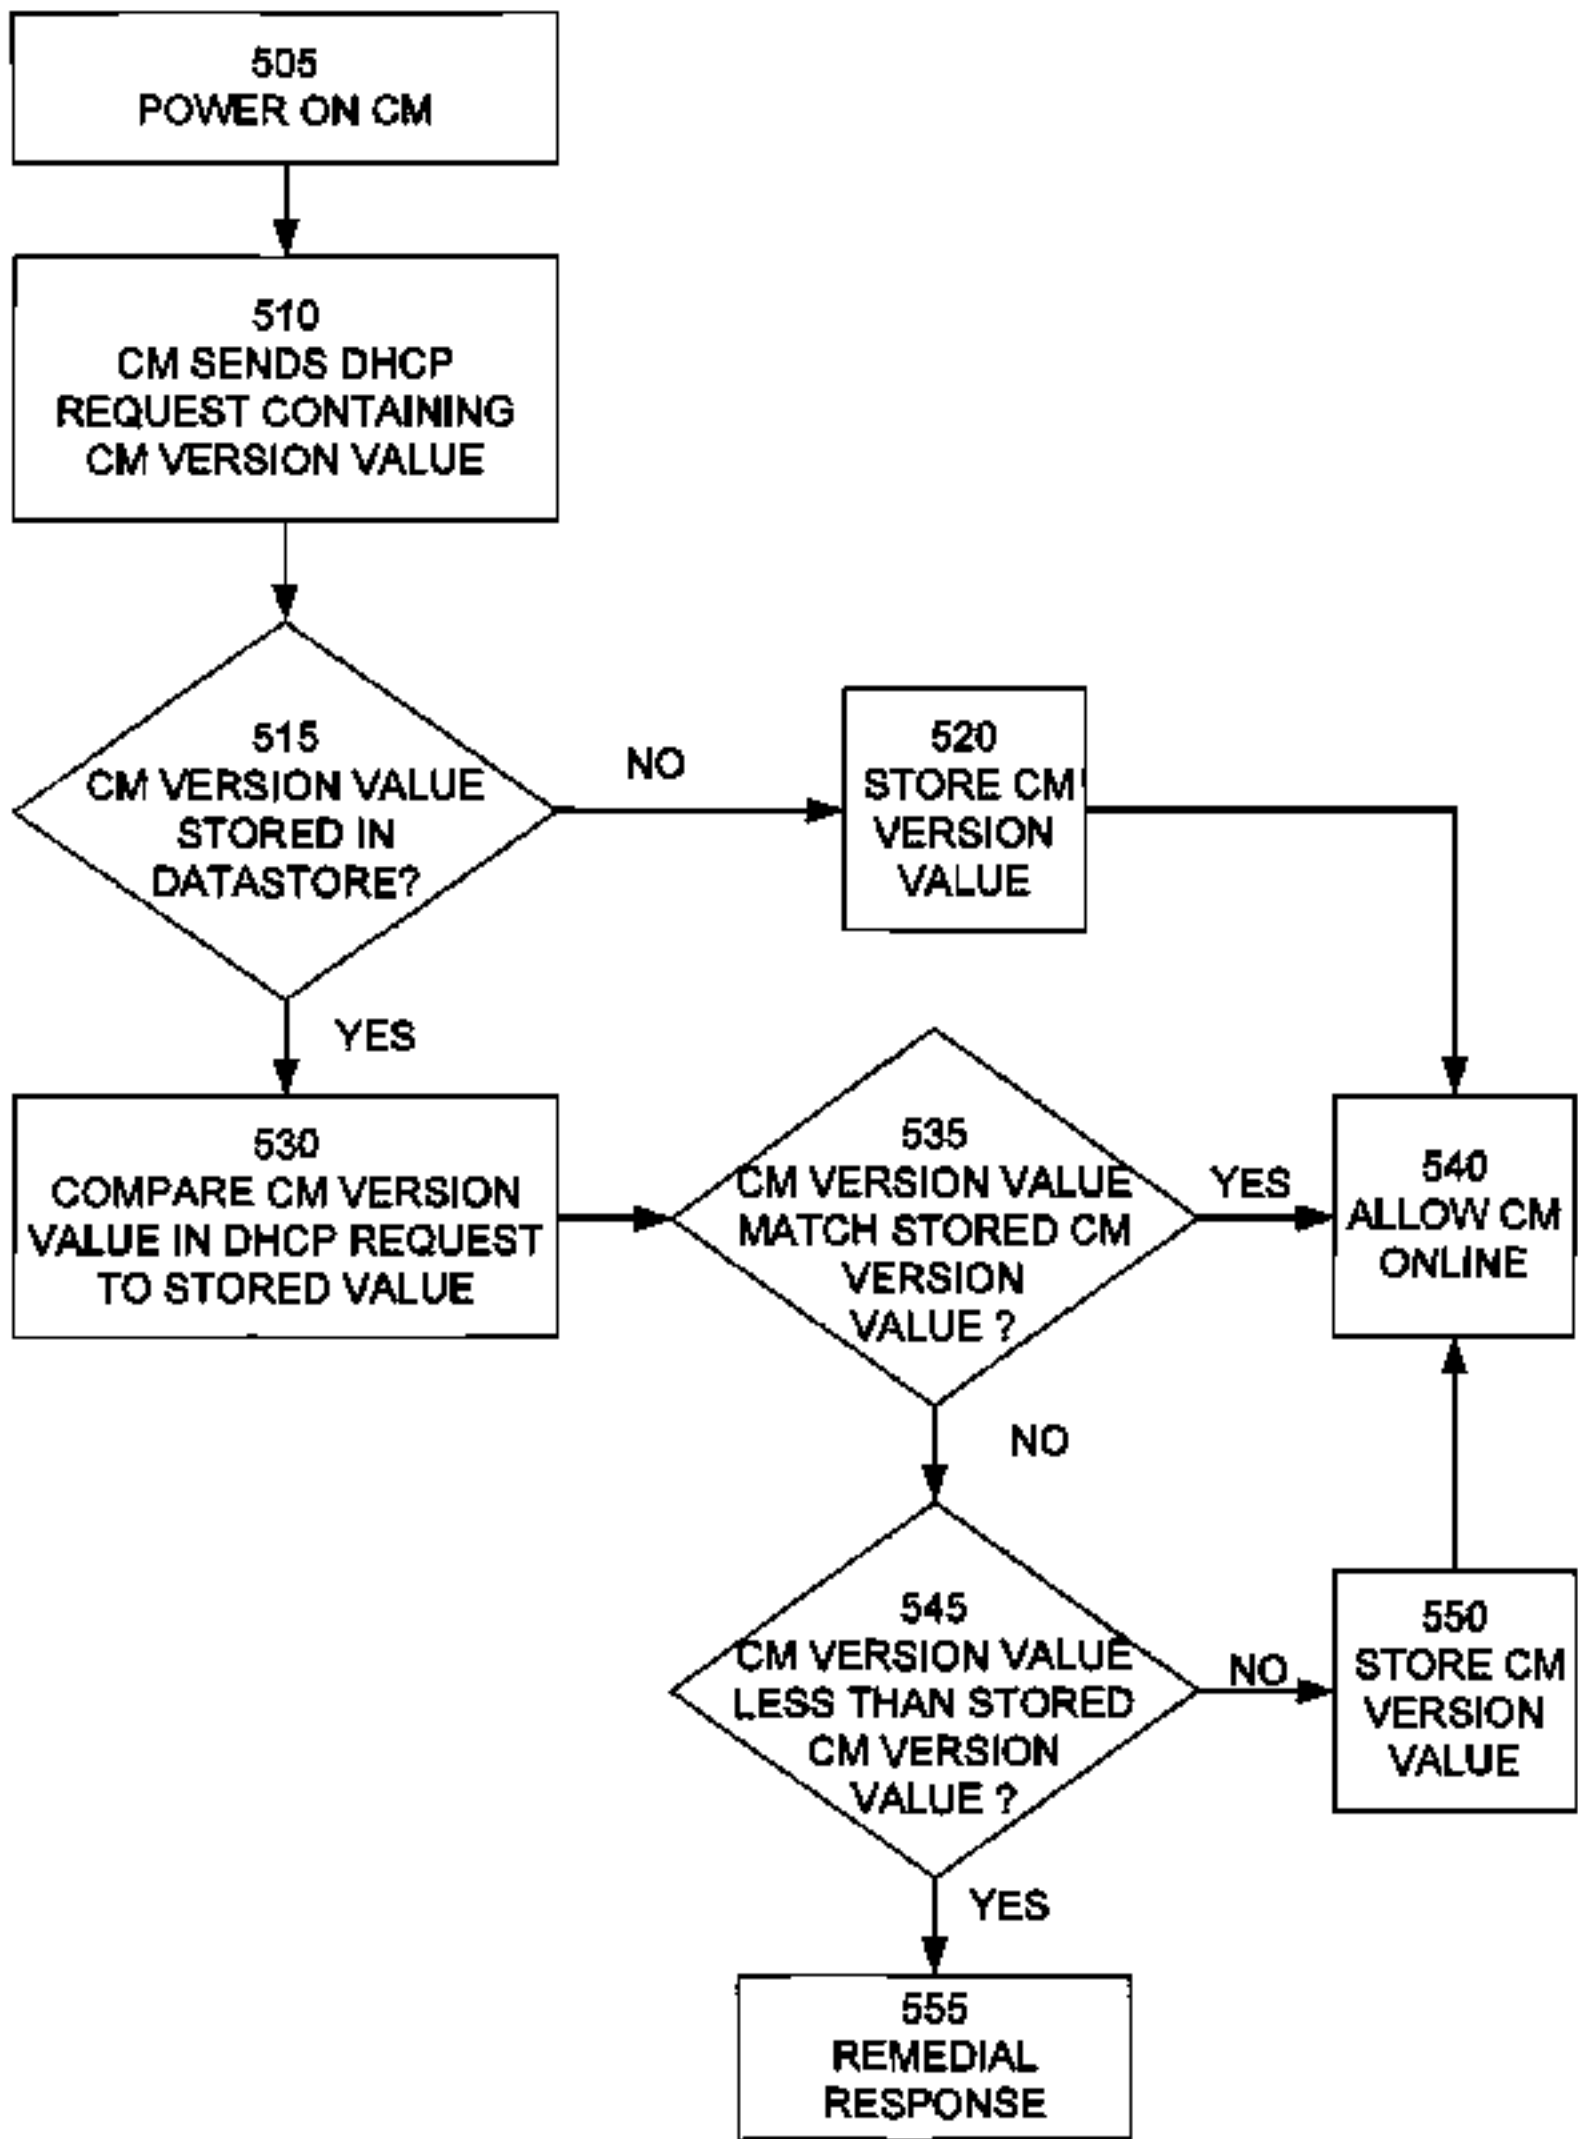 505
POWER ON CM
510
CM SENDS DHCP
REQUEST CONTAINING
CM VERSION VALUE
515
CM VERSION VALUE
STORED IN
DATASTORE?
NO
520
STORE CM
VERSION
VALUE
YES
530
COMPARE CM VERSION
VALUE IN DHCP REQUEST
TO STORED VALUE
535
CM VERSION VALUE
MATCH STORED CM
VERSION
VALUE ?
YES
540
ALLOW CM
ONLINE
NO
545
CM VERSION VALUE
LESS THAN STORED
CM VERSION
VALUE ?
NO
550
STORE CM
VERSION
VALUE
YES
555
REMEDIAL
RESPONSE